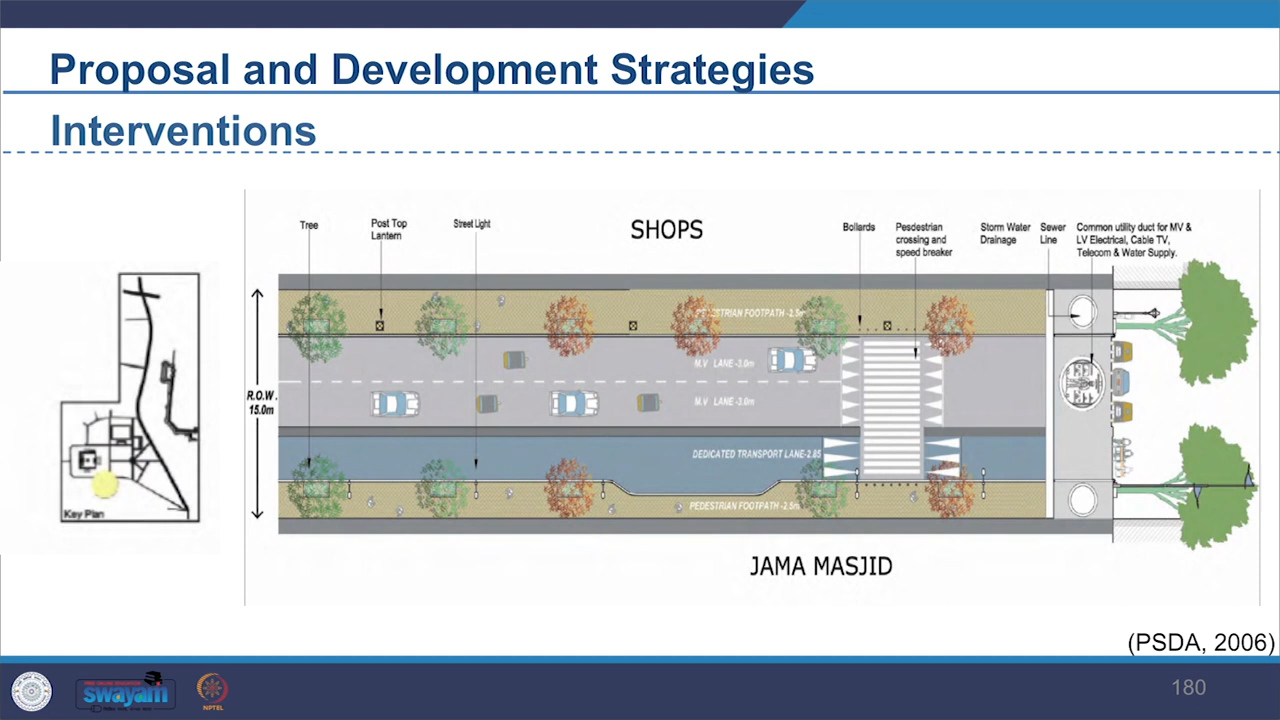 Proposal and Development Strategies
Interventions
Tree
Post Top
Lantern
Street Light
SHOPS
Bollards
Pesdestrian
crossing and
speed breaker
Storm Water
Drainage
Sewer
Line
Common utility duct for MV &
LV Electrical, Cable TV,
Telecom & Water Supply.
FOOTPATH -2.5m
M.V LANE -3.0m
R.O.W.
15.0m
M.V LANE -3.0m
DEDICATED TRANSPORT LANE-2.85
PEDESTRIAN FOOTPATH -2.5m
Key Plan
JAMA MASJID
(PSDA, 2006)
swayam
NPTEL
180